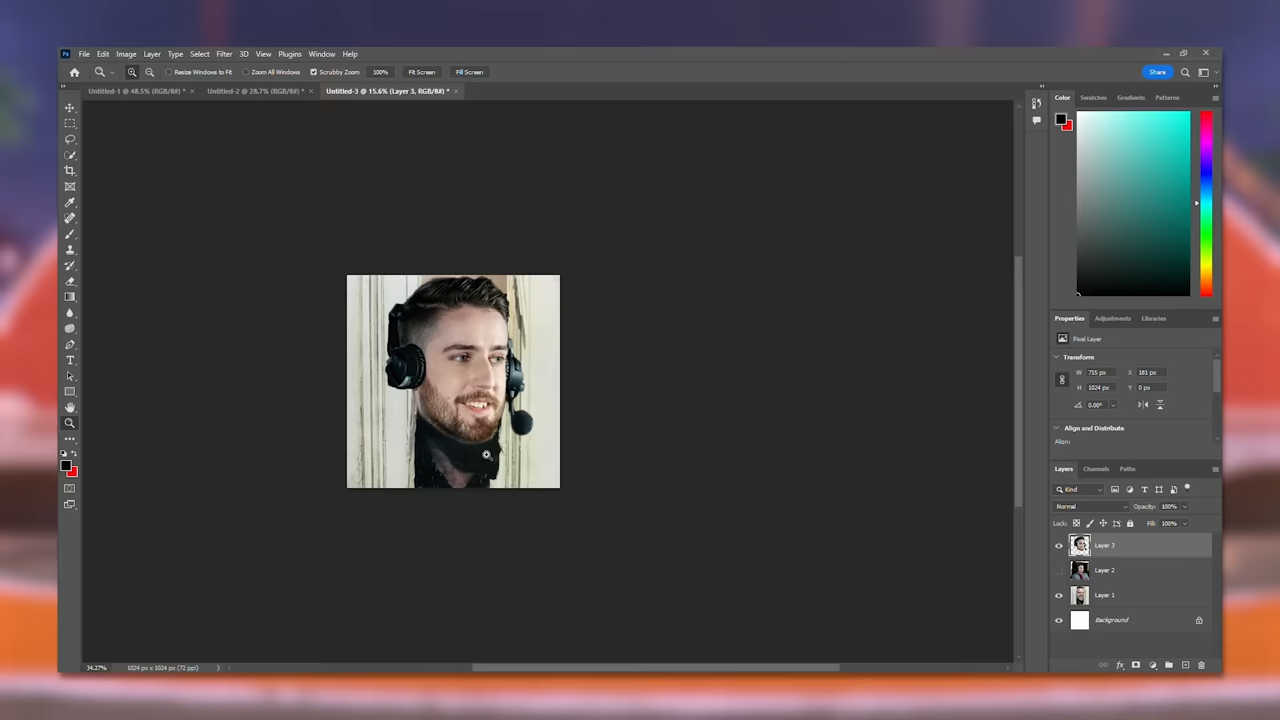 Ps File Edit Image Layer Type Select Filter 3D View Plugins Window Help
Resize Windows to Fit Zoom All Windows Scrubby Zoom 100% Fit Screen Fill Screen Share
Untitled-1 @ 48.5% (RGB/8#) * × Untitled-2 @ 28.7% (RGB/8#) * × Untitled-3 @ 15.6% (Layer 3, RGB/8#) * ×
Color Swatches Gradients Patterns
Properties Adjustments Libraries
Pixel Layer
Transform
W 715 px X 181 px
H 1024 px Y 0 px
0.00°
Align and Distribute
Align:
Layers Channels Paths
Kind
Normal Opacity: 100%
Lock: Fill: 100%
Layer 3
Layer 2
Layer 1
Background
34.27% 1024 px x 1024 px (72 ppi)